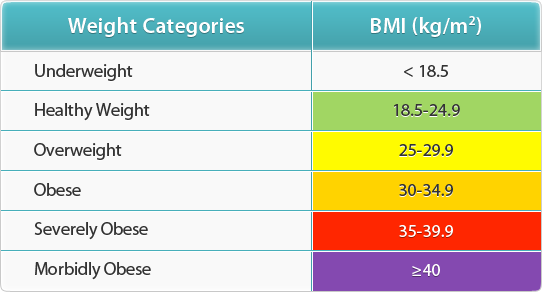 Weight Categories BMI (kg/m²)
Underweight < 18.5
Healthy Weight 18.5-24.9
Overweight 25-29.9
Obese 30-34.9
Severely Obese 35-39.9
Morbidly Obese ≥40